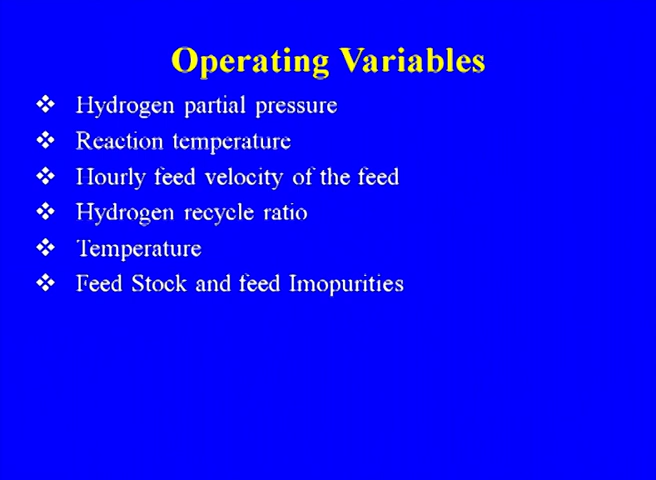 Operating Variables
Hydrogen partial pressure
Reaction temperature
Hourly feed velocity of the feed
Hydrogen recycle ratio
Temperature
Feed Stock and feed Imopurities